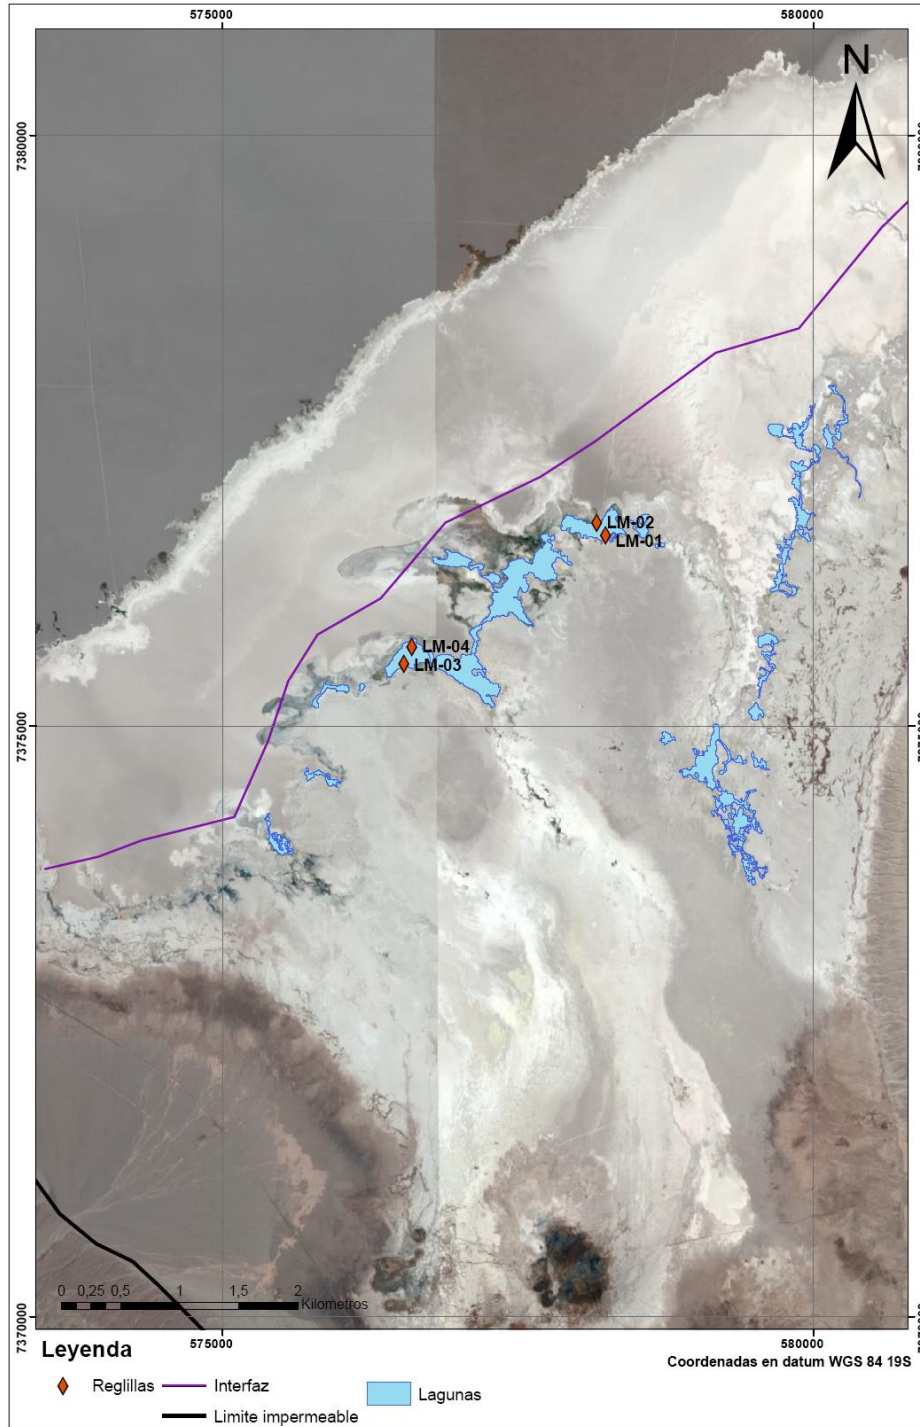 575000
580000
N
7380000
LM-02
LM-01
LM-04
LM-03
7375000
0 0,25 0,5 1 1,5 2
Kilometros
7370000
575000
580000
Leyenda
Coordenadas en datum WGS 84 19S
Reglillas
Interfaz
Lagunas
Limite impermeable